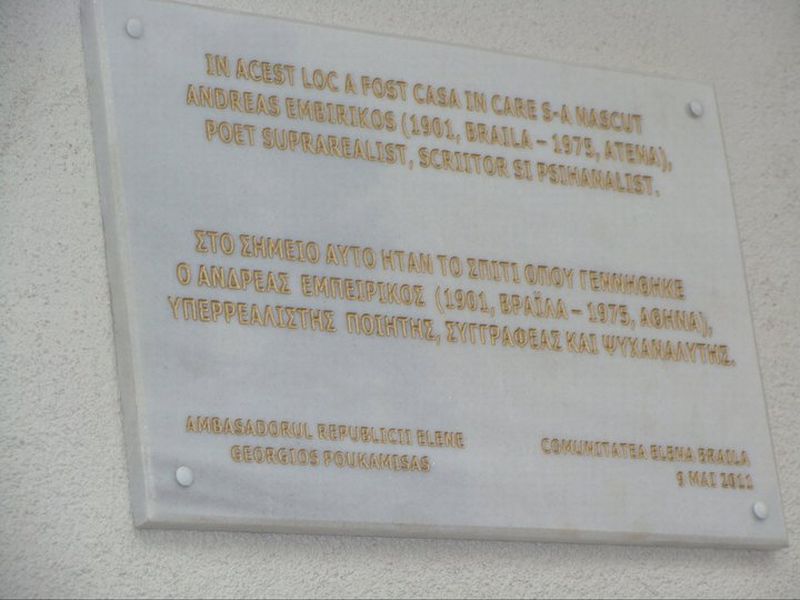 IN ACEST LOC A FOST CASA IN CARE S-A NASCUT
ANDREAS EMBIRIKOS (1901, BRAILA – 1975, ATENA),
POET SUPRAREALIST, SCRIITOR SI PSIHANALIST.
ΣΤΟ ΣΗΜΕΙΟ ΑΥΤΟ ΗΤΑΝ ΤΟ ΣΠΙΤΙ ΟΠΟΥ ΓΕΝΝΗΘΗΚΕ
Ο ΑΝΔΡΕΑΣ ΕΜΠΕΙΡΙΚΟΣ (1901, ΒΡΑΪΛΑ – 1975, ΑΘΗΝΑ),
ΥΠΕΡΡΕΑΛΙΣΤΗΣ ΠΟΙΗΤΗΣ, ΣΥΓΓΡΑΦΕΑΣ ΚΑΙ ΨΥΧΑΝΑΛΥΤΗΣ.
AMBASADORUL REPUBLICII ELENE
GEORGIOS POUKAMISAS
COMUNITATEA ELENA BRAILA
9 MAI 2011